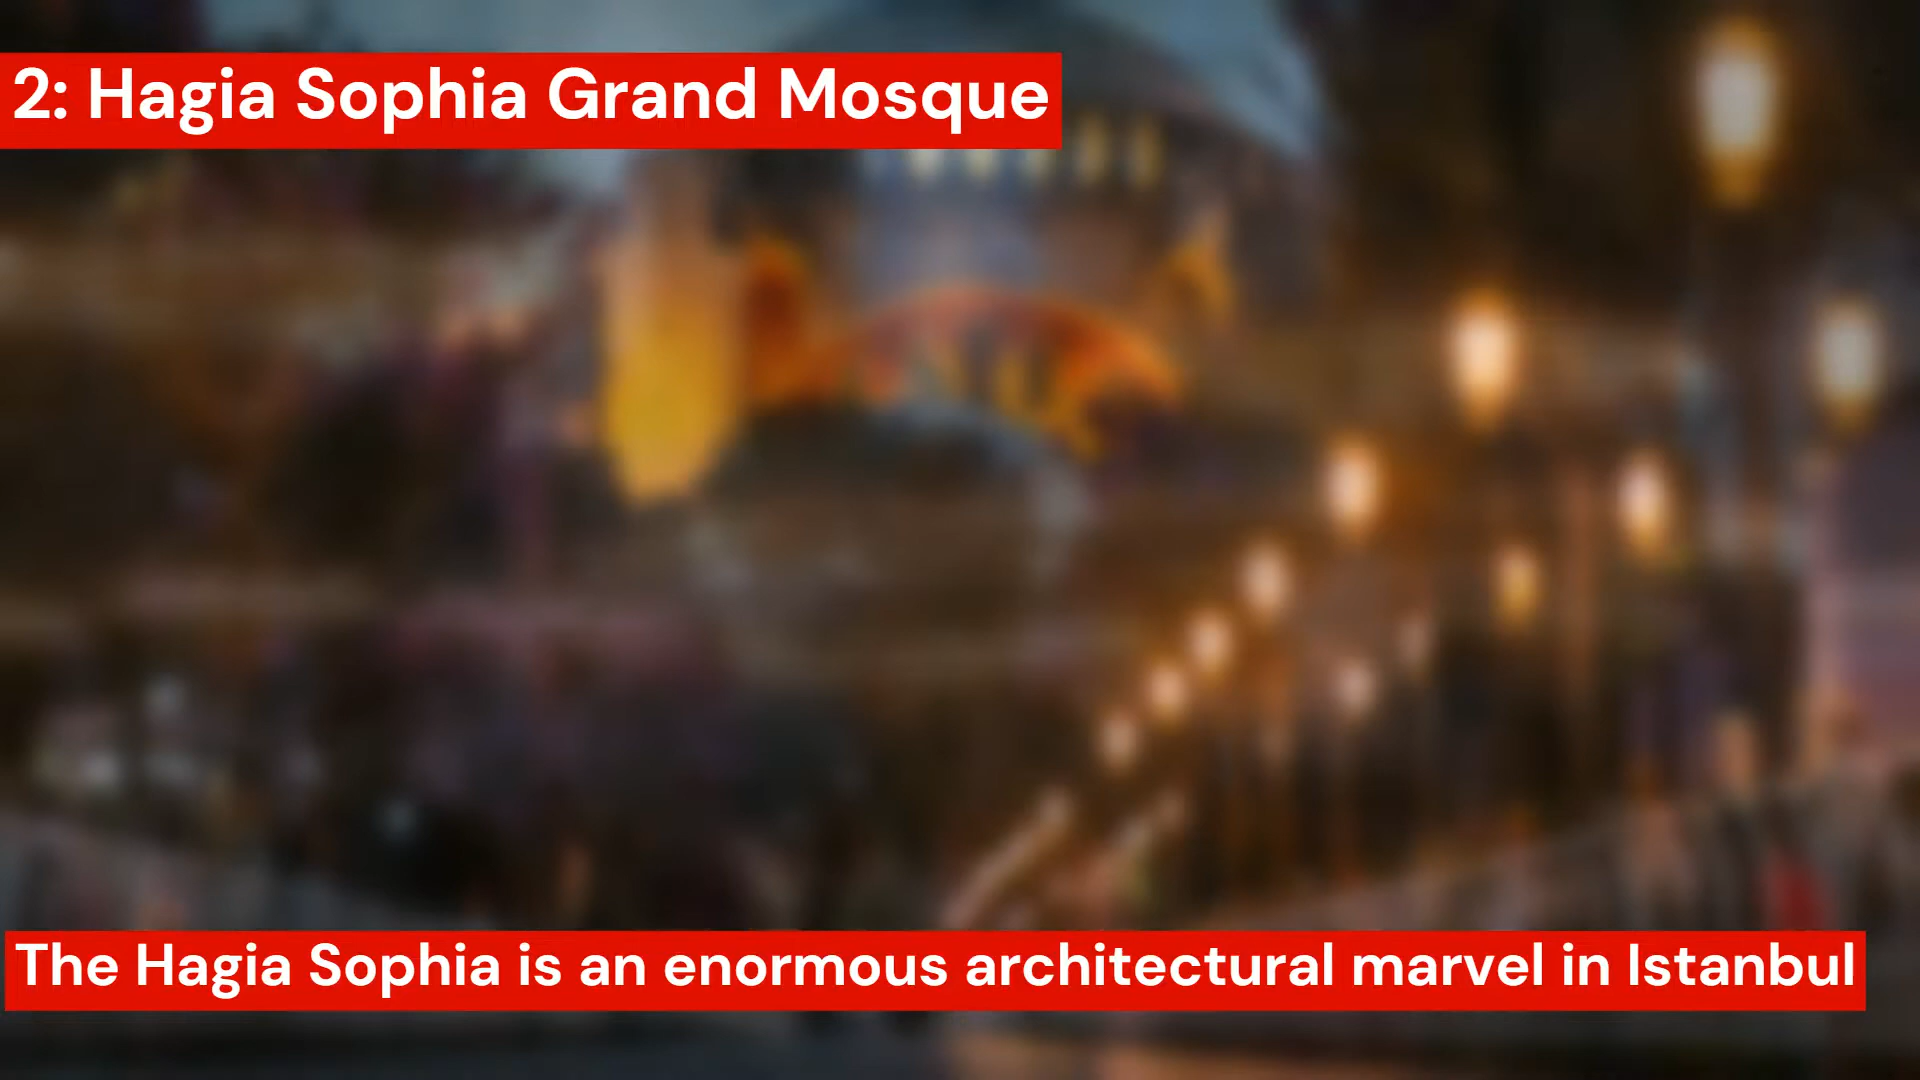 2: Hagia Sophia Grand Mosque
The Hagia Sophia is an enormous architectural marvel in Istanbul